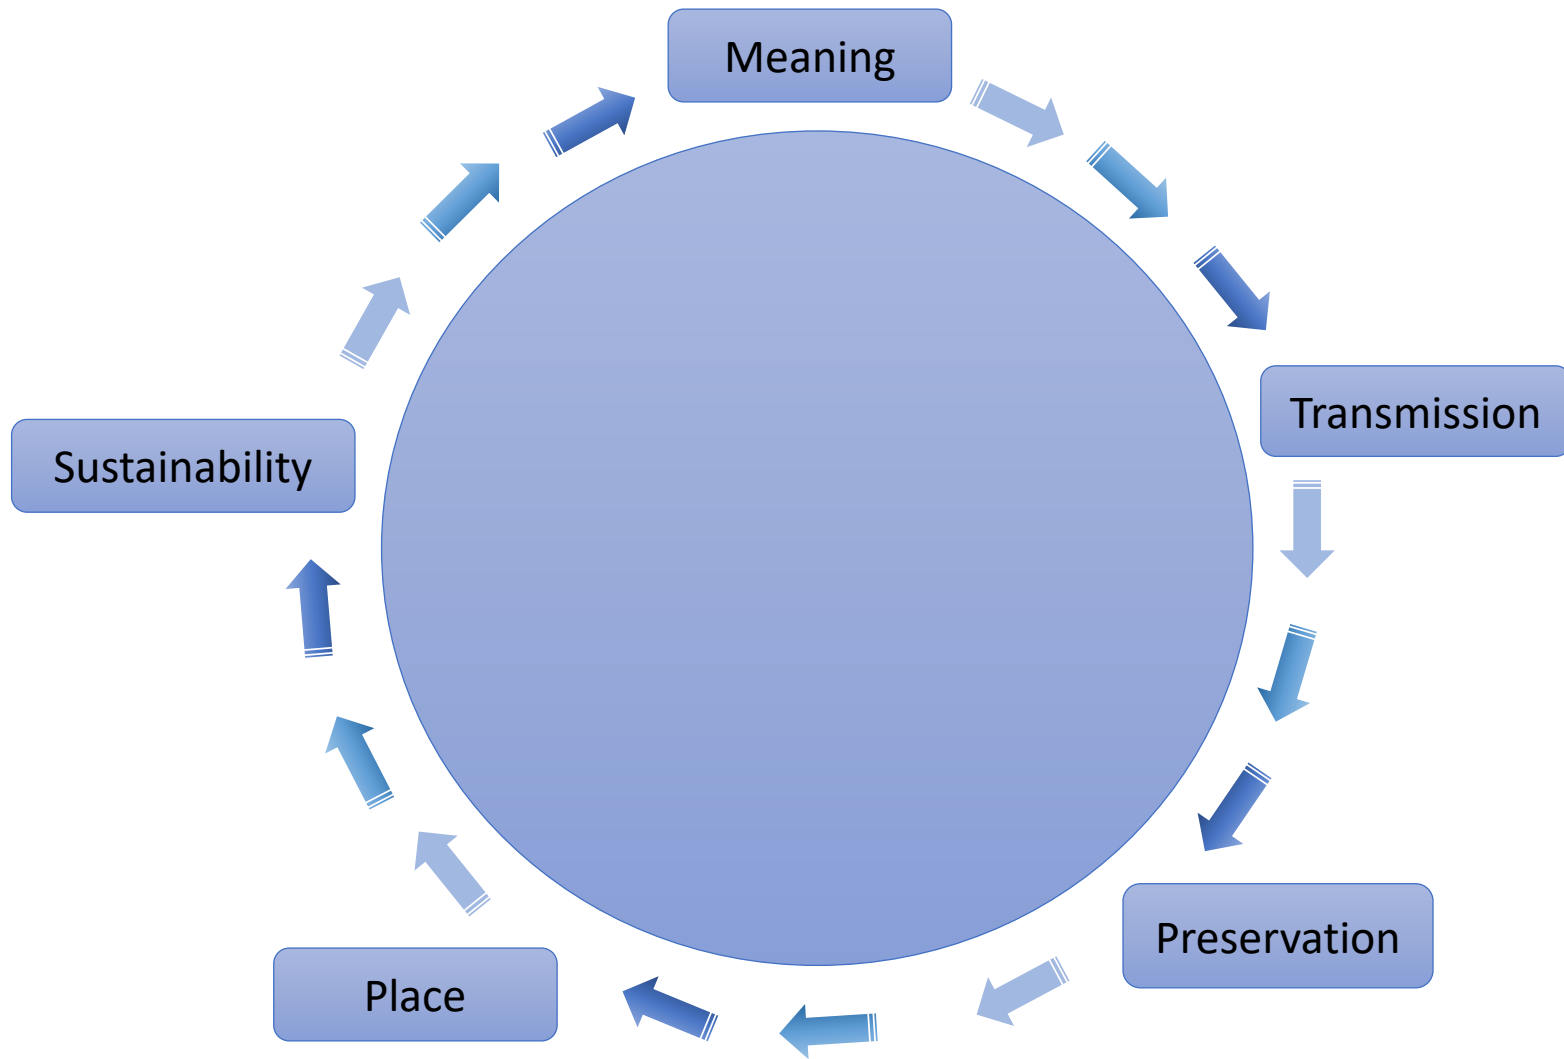 Meaning
Transmission
Sustainability
Preservation
Place